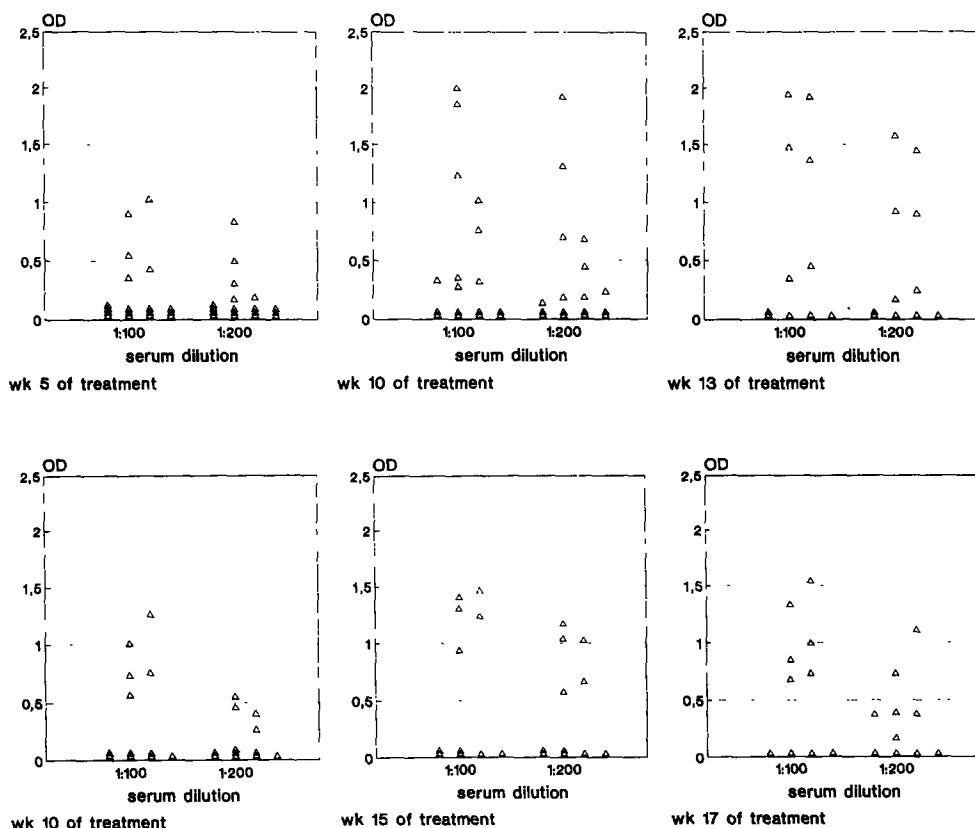 OD
2,5
2
1,5
1
0,5
0
1:100 1:200
serum dilution
wk 5 of treatment
OD
2,5
2
1,5
1
0,5
0
1:100 1:200
serum dilution
wk 10 of treatment
OD
2,5
2
1,5
1
0,5
0
1:100 1:200
serum dilution
wk 13 of treatment
OD
2,5
2
1,5
1
0,5
0
1:100 1:200
serum dilution
wk 10 of treatment
OD
2,5
2
1,5
1
0,5
0
1:100 1:200
serum dilution
wk 15 of treatment
OD
2,5
2
1,5
1
0,5
0
1:100 1:200
serum dilution
wk 17 of treatment